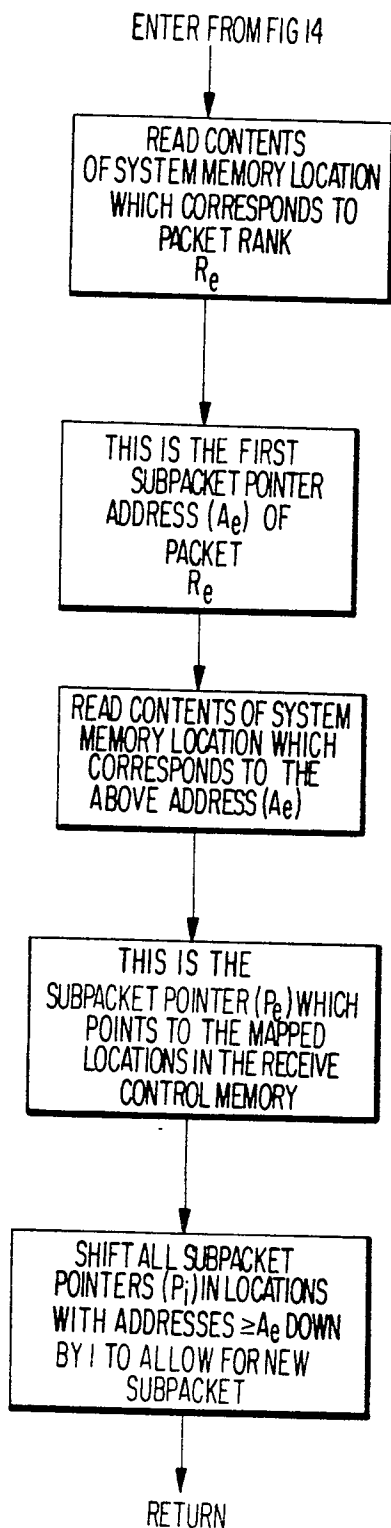 ENTER FROM FIG 14
READ CONTENTS
OF SYSTEM MEMORY LOCATION
WHICH CORRESPONDS TO
PACKET RANK
Re
THIS IS THE FIRST
SUBPACKET POINTER
ADDRESS (Ae) OF
PACKET
Re
READ CONTENTS OF SYSTEM
MEMORY LOCATION WHICH
CORRESPONDS TO THE
ABOVE ADDRESS (Ae)
THIS IS THE
SUBPACKET POINTER (Pe) WHICH
POINTS TO THE MAPPED
LOCATIONS IN THE RECEIVE
CONTROL MEMORY
SHIFT ALL SUBPACKET
POINTERS (Pi) IN LOCATIONS
WITH ADDRESSES ≥Ae DOWN
BY 1 TO ALLOW FOR NEW
SUBPACKET
RETURN